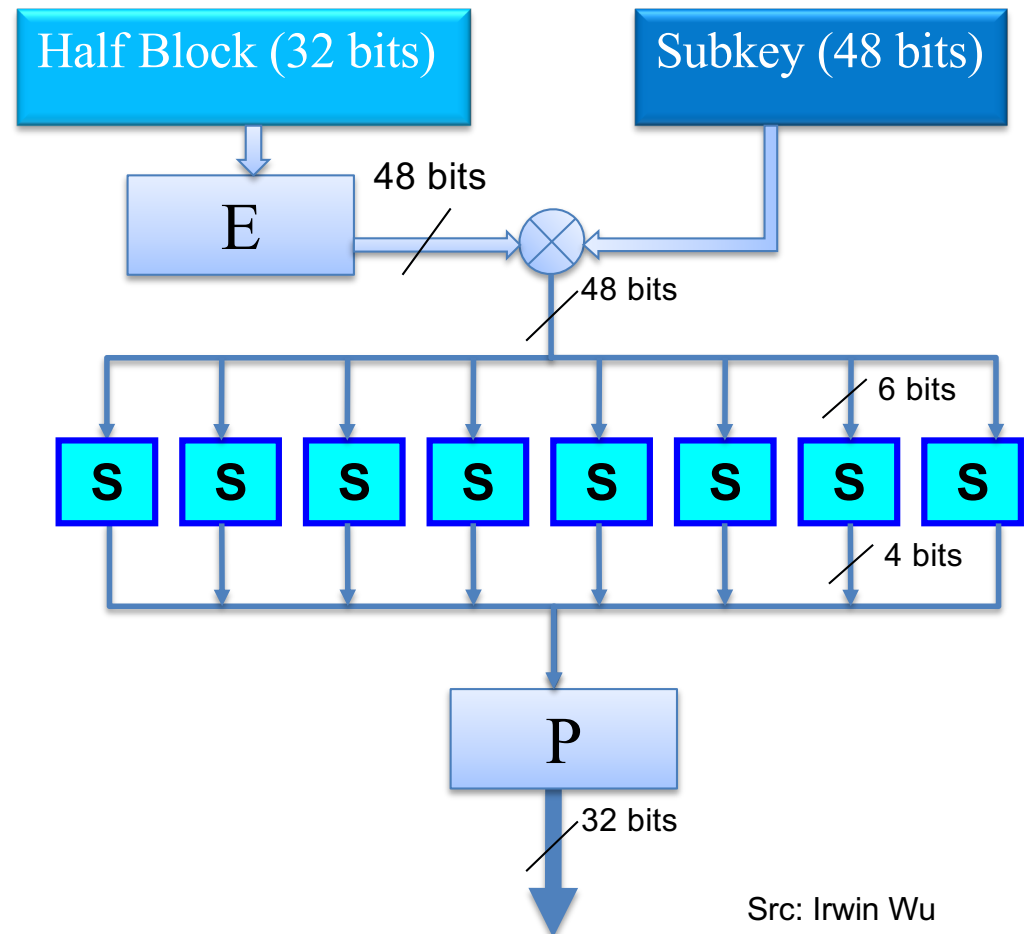 Half Block (32 bits)
Subkey (48 bits)
48 bits
E
48 bits
6 bits
S S S S S S S S
4 bits
P
32 bits
Src: Irwin Wu